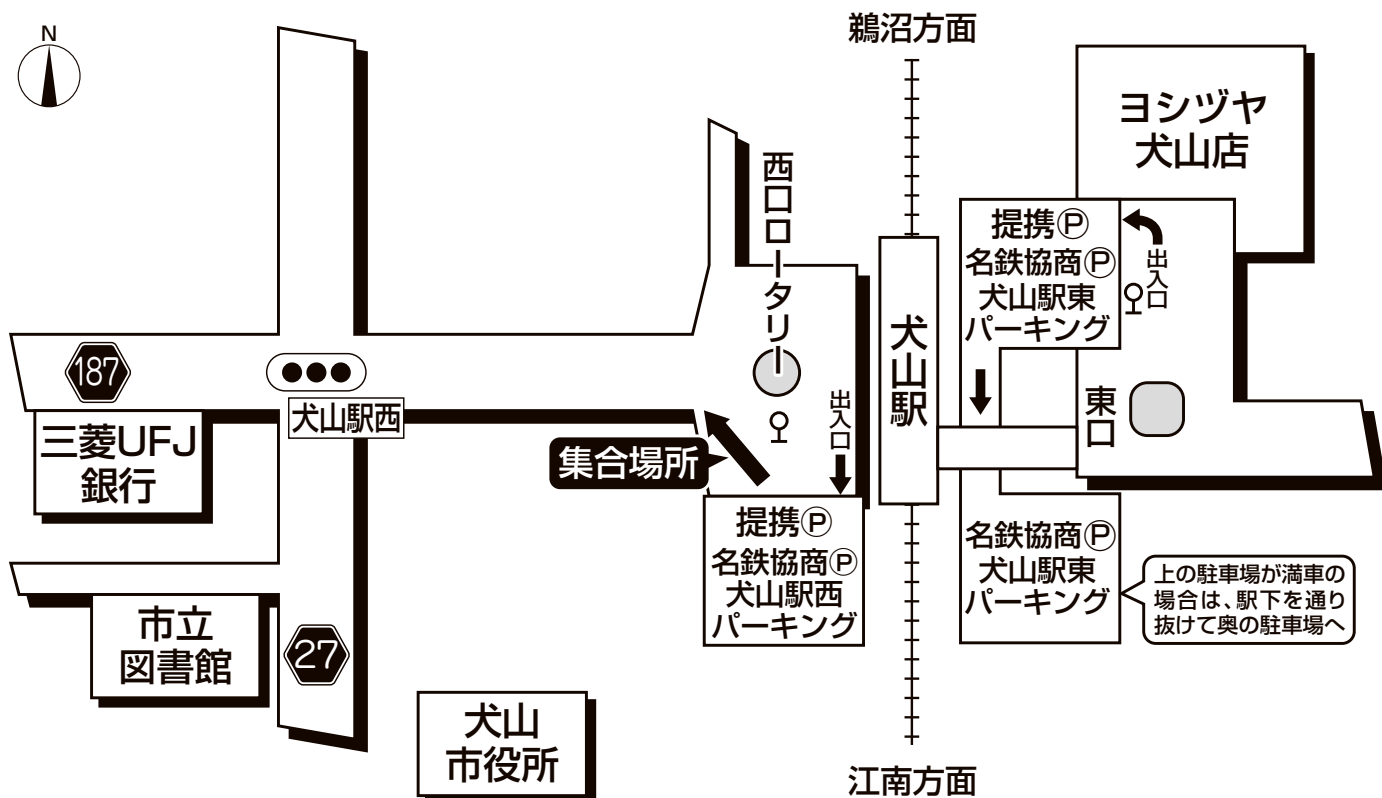 N
鵜沼方面
ヨシヅヤ
犬山店
西口ロータリー
提携Ⓟ
名鉄協商Ⓟ
犬山駅東
パーキング
出入口
犬山駅
187
犬山駅西
東口
三菱UFJ
銀行
集合場所
出入口
提携Ⓟ
名鉄協商Ⓟ
犬山駅西
パーキング
名鉄協商Ⓟ
犬山駅東
パーキング
上の駐車場が満車の
場合は、駅下を通り
抜けて奥の駐車場へ
市立
図書館
27
犬山
市役所
江南方面